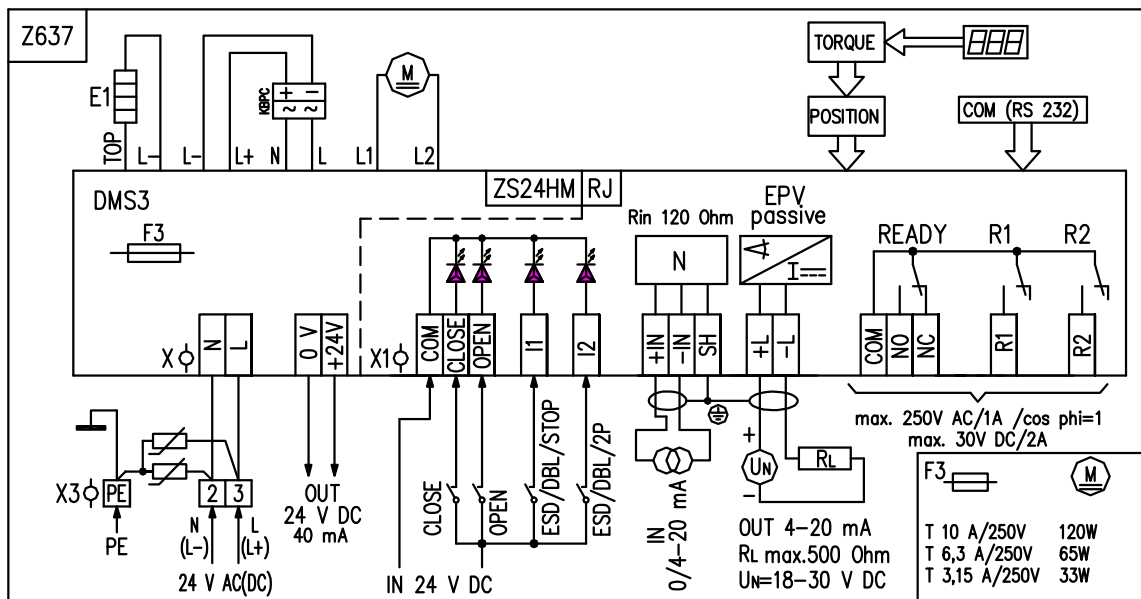 Z637
TORQUE
888
E1
M
+ −
~ ~
KBPC
POSITION
COM (RS 232)
TOP
L−
L−
L+
N
L
L1
L2
DMS3
ZS24HM
RJ
F3
Rin 120 Ohm
EPV
passive
READY
R1
R2
N
I
X
N
L
0 V
+24V
X1
COM
CLOSE
OPEN
I1
I2
+IN
−IN
SH
+L
−L
COM
NO
NC
R1
R2
max. 250V AC/1A /cos phi=1
max. 30V DC/2A
X3
PE
2
3
PE
N
(L−)
L
(L+)
24 V AC(DC)
OUT
24 V DC
40 mA
CLOSE
OPEN
ESD/DBL/STOP
ESD/DBL/2P
IN 24 V DC
IN
0/4−20 mA
+
UN
−
RL
OUT 4−20 mA
RL max.500 Ohm
UN=18−30 V DC
F3
M
T 10 A/250V 120W
T 6,3 A/250V 65W
T 3,15 A/250V 33W